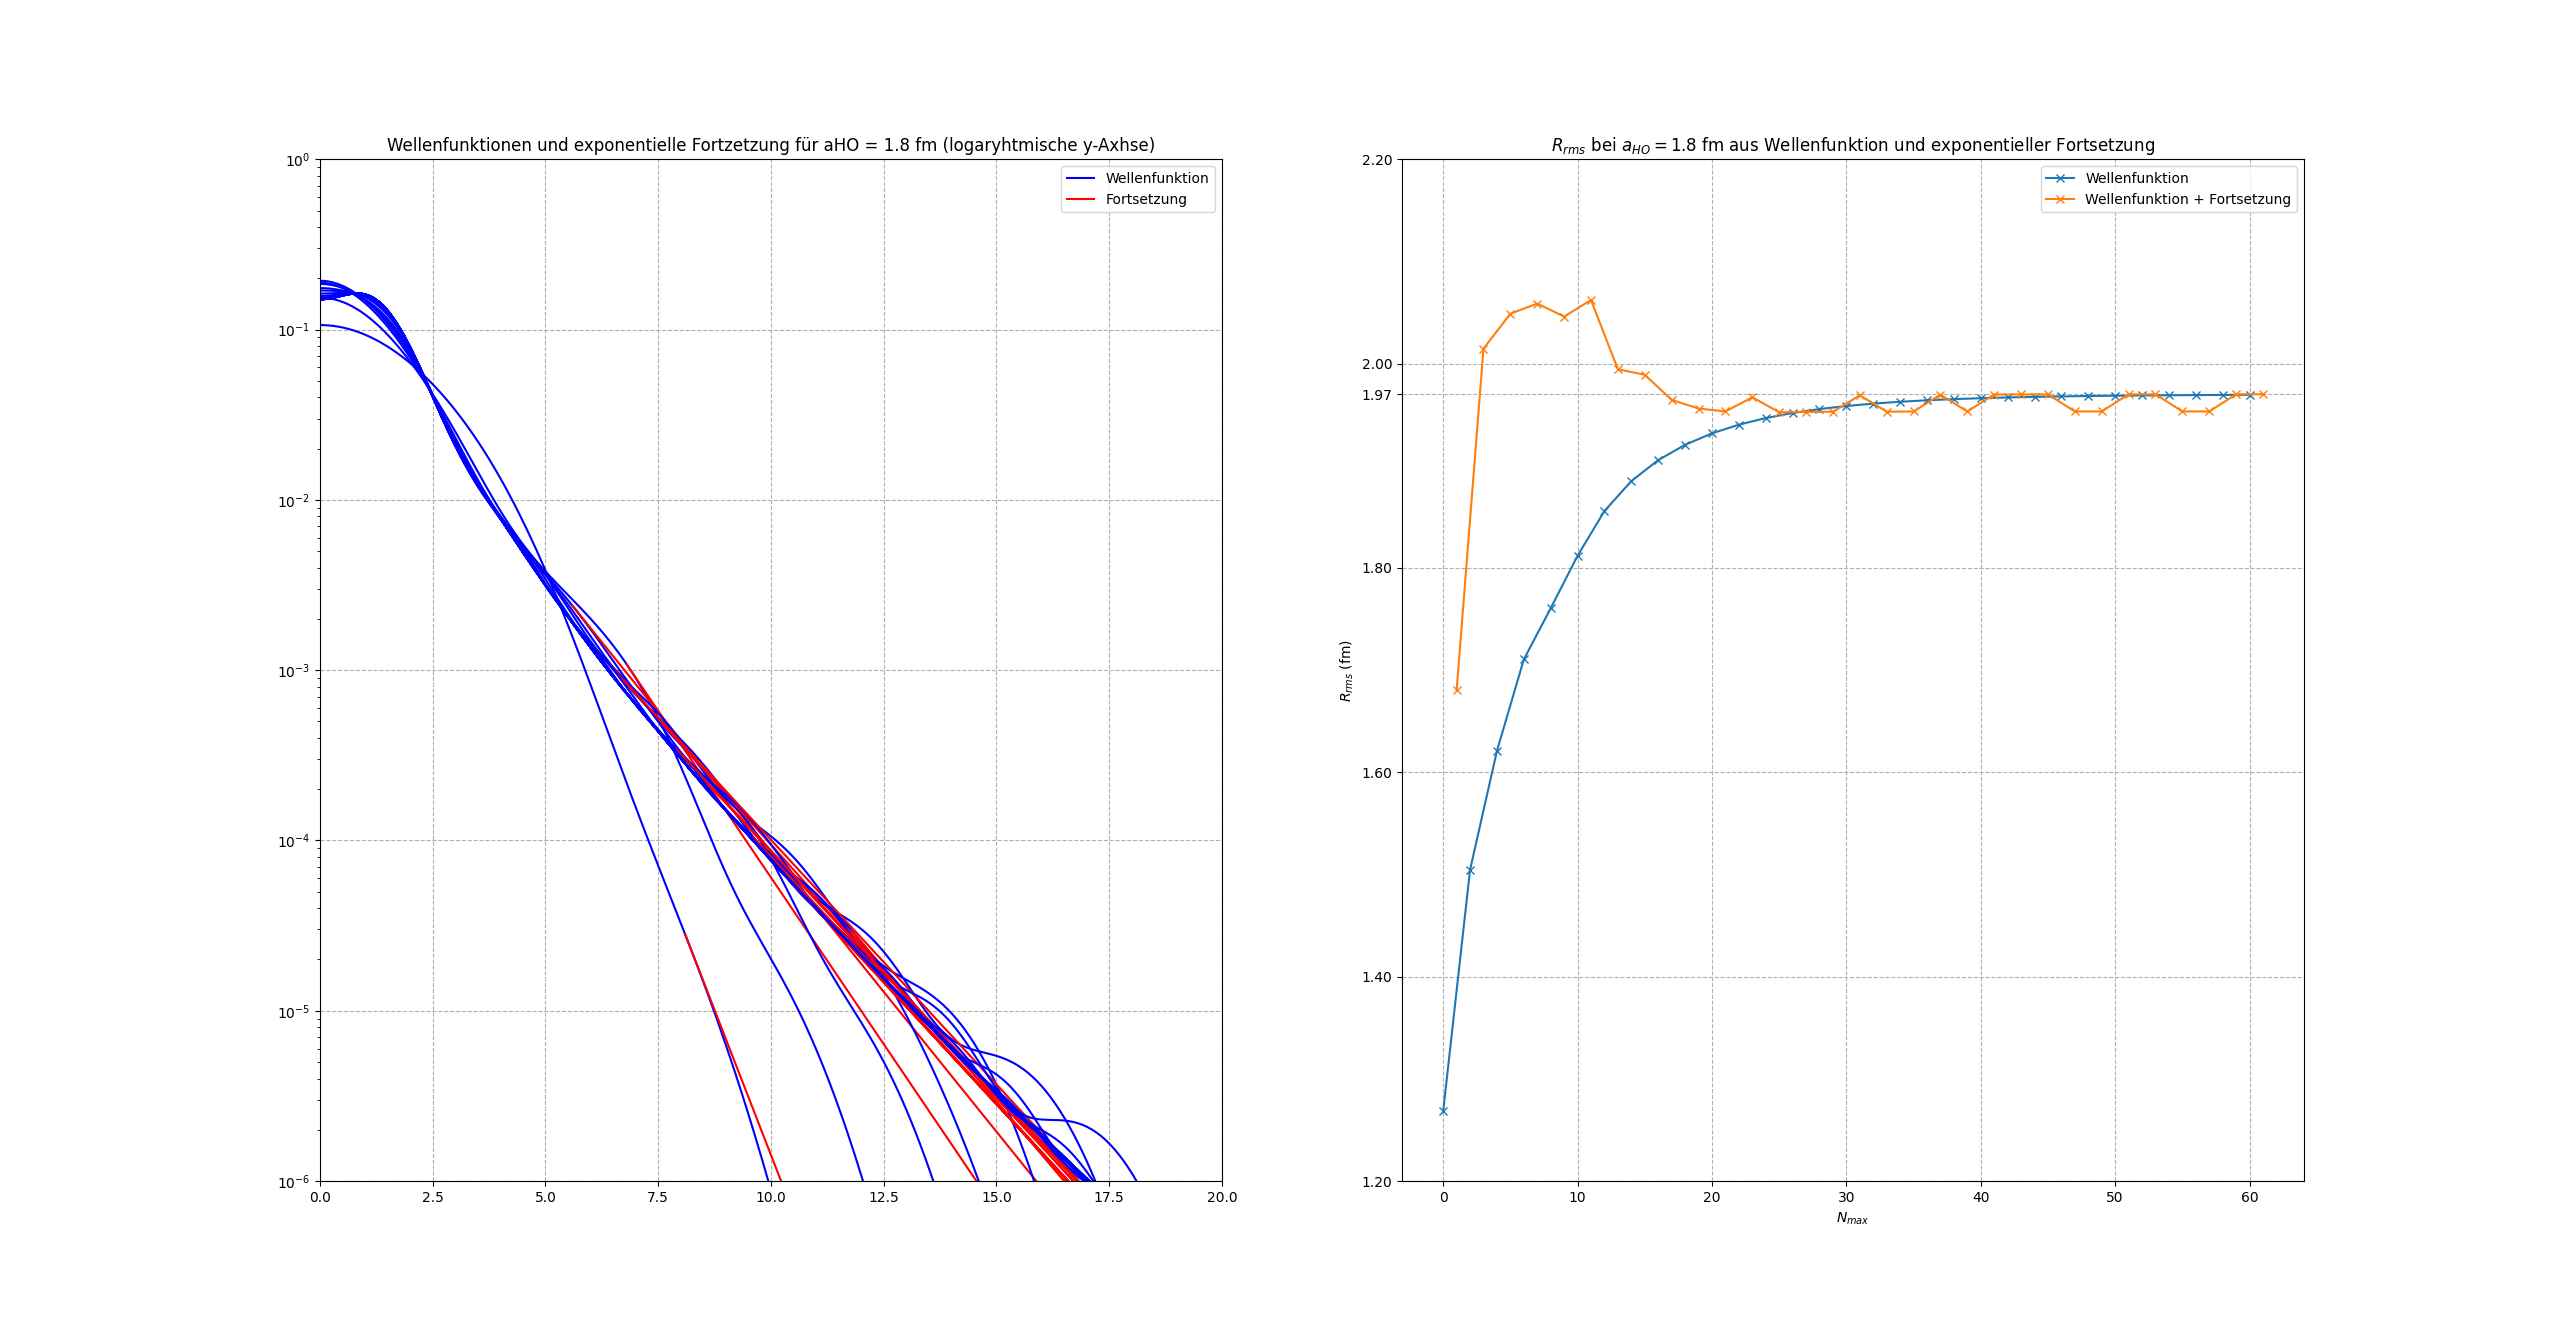 Wellenfunktionen und exponentielle Fortzetzung für aHO = 1.8 fm (logaryhtmische y-Axhse)
10⁰
10⁻¹
10⁻²
10⁻³
10⁻⁴
10⁻⁵
10⁻⁶
Wellenfunktion
Fortsetzung
0.0 2.5 5.0 7.5 10.0 12.5 15.0 17.5 20.0
R_rms bei a_HO = 1.8 fm aus Wellenfunktion und exponentieller Fortsetzung
2.20
2.00
1.97
1.80
1.60
1.40
1.20
R_rms (fm)
Wellenfunktion
Wellenfunktion + Fortsetzung
0 10 20 30 40 50 60
N_max